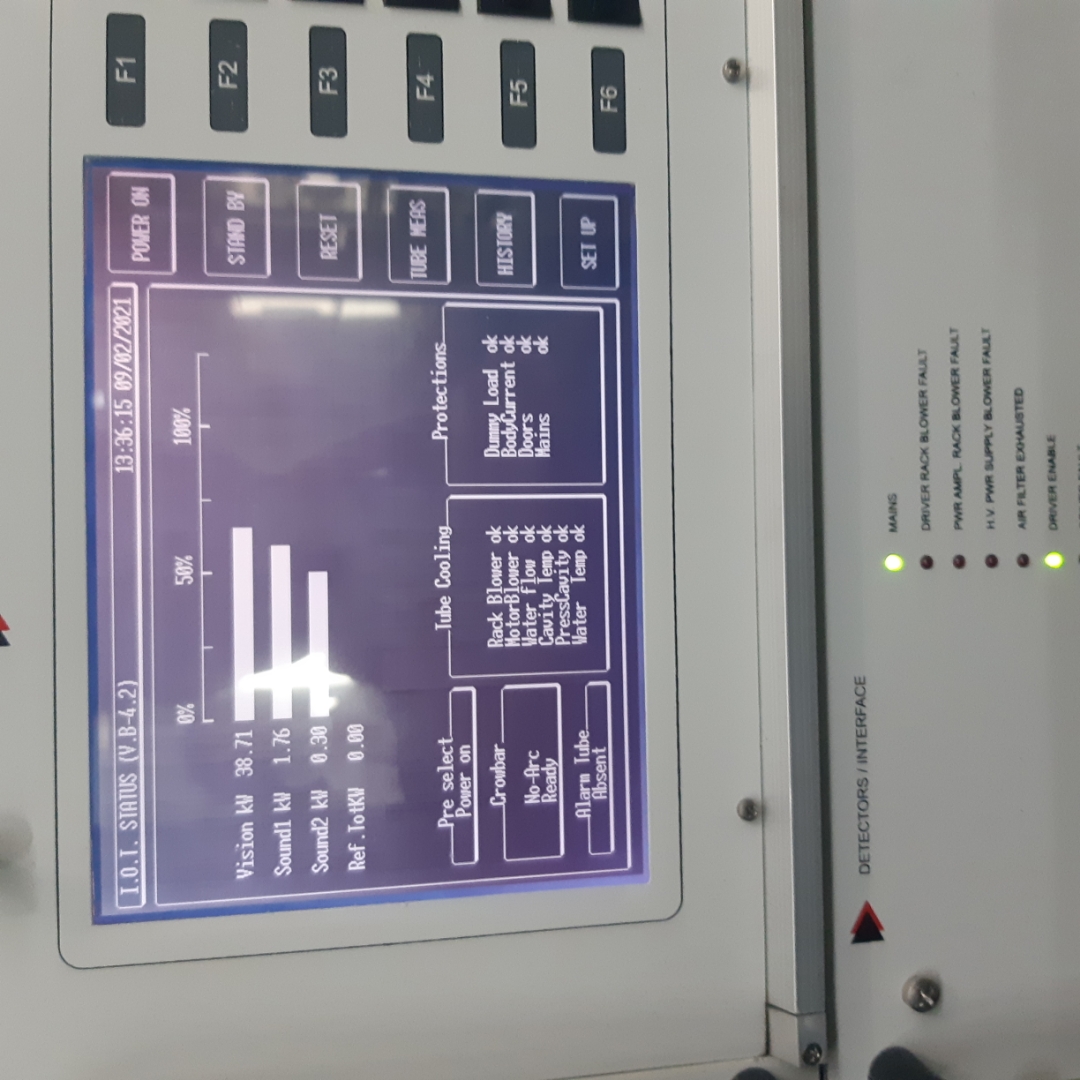 I.O.T. STATUS (V.B-4.2) 13:36:15 09/02/2021
0% 50% 100%
Vision kW 38.71
Sound1 kW 1.76
Sound2 kW 0.30
Ref.TotKW 0.00
Pre select
Power on
Crowbar
No-Arc
Ready
Alarm Tube
Absent
Tube Cooling
Rack Blower ok
MotorBlower ok
Water flow ok
Cavity Temp ok
PressCavity ok
Water Temp ok
Protections
Dummy Load ok
BodyCurrent ok
Doors ok
Mains ok
POWER ON
STAND BY
RESET
TUBE MEAS
HISTORY
SET UP
F1
F2
F3
F4
F5
F6
DETECTORS / INTERFACE
MAINS
DRIVER RACK BLOWER FAULT
PWR AMPL. RACK BLOWER FAULT
H.V. PWR SUPPLY BLOWER FAULT
AIR FILTER EXHAUSTED
DRIVER ENABLE